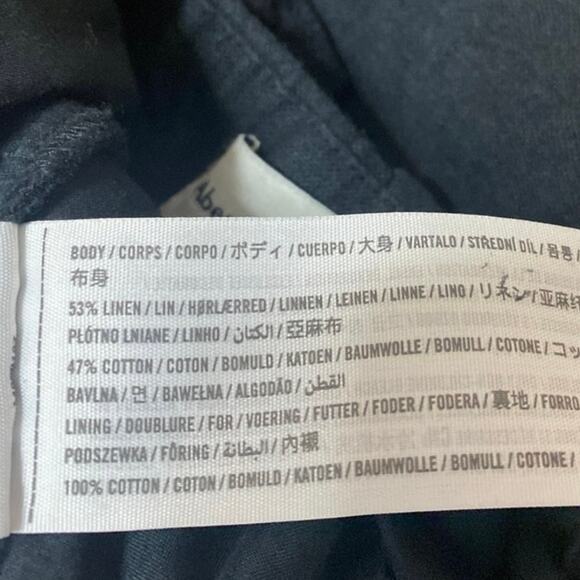 Abe
BODY / CORPS / CORPO / ボディ / CUERPO / 大身 / VARTALO / STŘEDNÍ DÍL / 몸통 /
布身
53% LINEN / LIN / HØRLÆRRED / LINNEN / LEINEN / LINNE / LINO / リネン / 亚麻纤
PŁÓTNO LNIANE / LINHO / الكتان / 亞麻布
47% COTTON / COTON / BOMULD / KATOEN / BAUMWOLLE / BOMULL / COTONE / コッ
BAVLNA / 면 / BAWEŁNA / ALGODÃO / القطن
LINING / DOUBLURE / FOR / VOERING / FUTTER / FODER / FODERA / 裏地 / FORRO
PODSZEWKA / FÔRING / البطانة / 內襯
100% COTTON / COTON / BOMULD / KATOEN / BAUMWOLLE / BOMULL / COTONE /